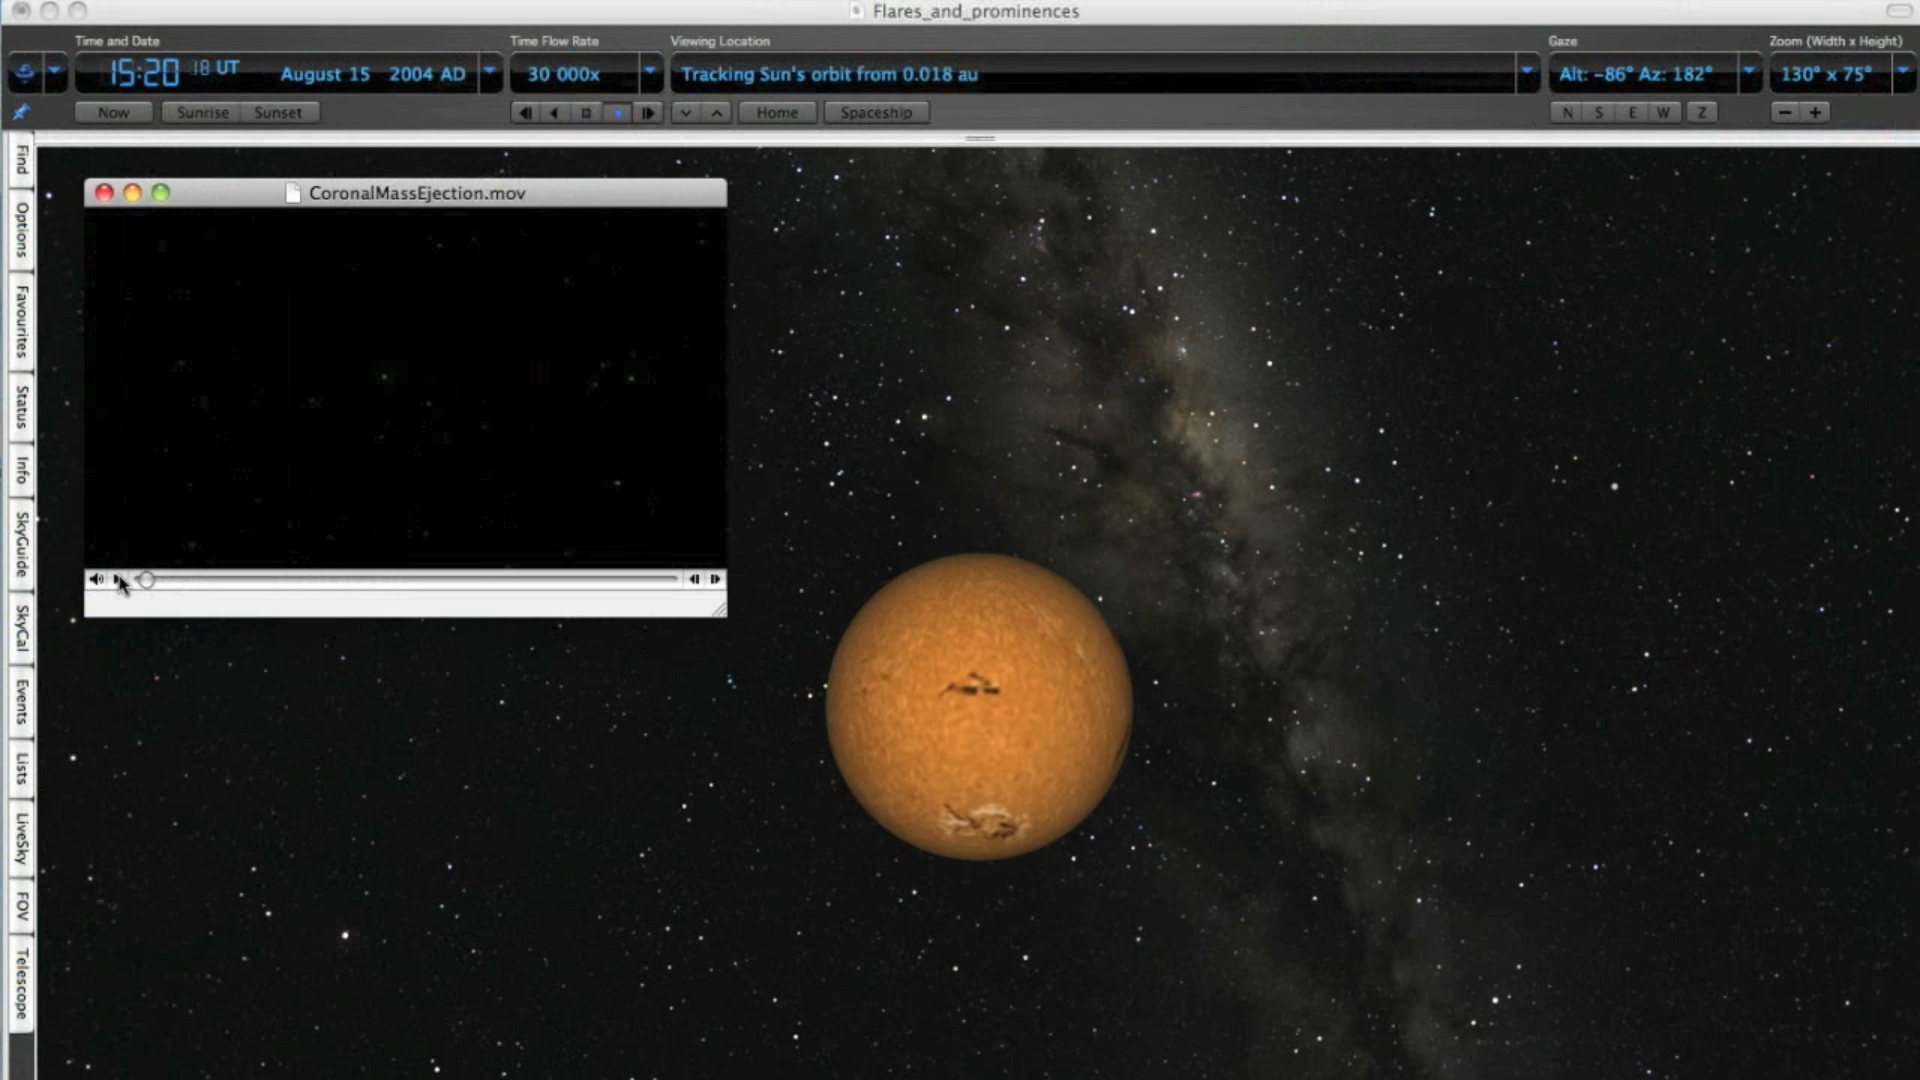 Flares_and_prominences
Time and Date
Time Flow Rate
Viewing Location
Gaze
Zoom (Width x Height)
15:20 18 UT August 15 2004 AD
30 000x
Tracking Sun's orbit from 0.018 au
Alt: -86° Az: 182°
130° x 75°
Now
Sunrise
Sunset
Home
Spaceship
N S E W Z
Find
Options
Favourites
Status
Info
SkyGuide
SkyCal
Events
Lists
LiveSky
FOV
Telescope
CoronalMassEjection.mov